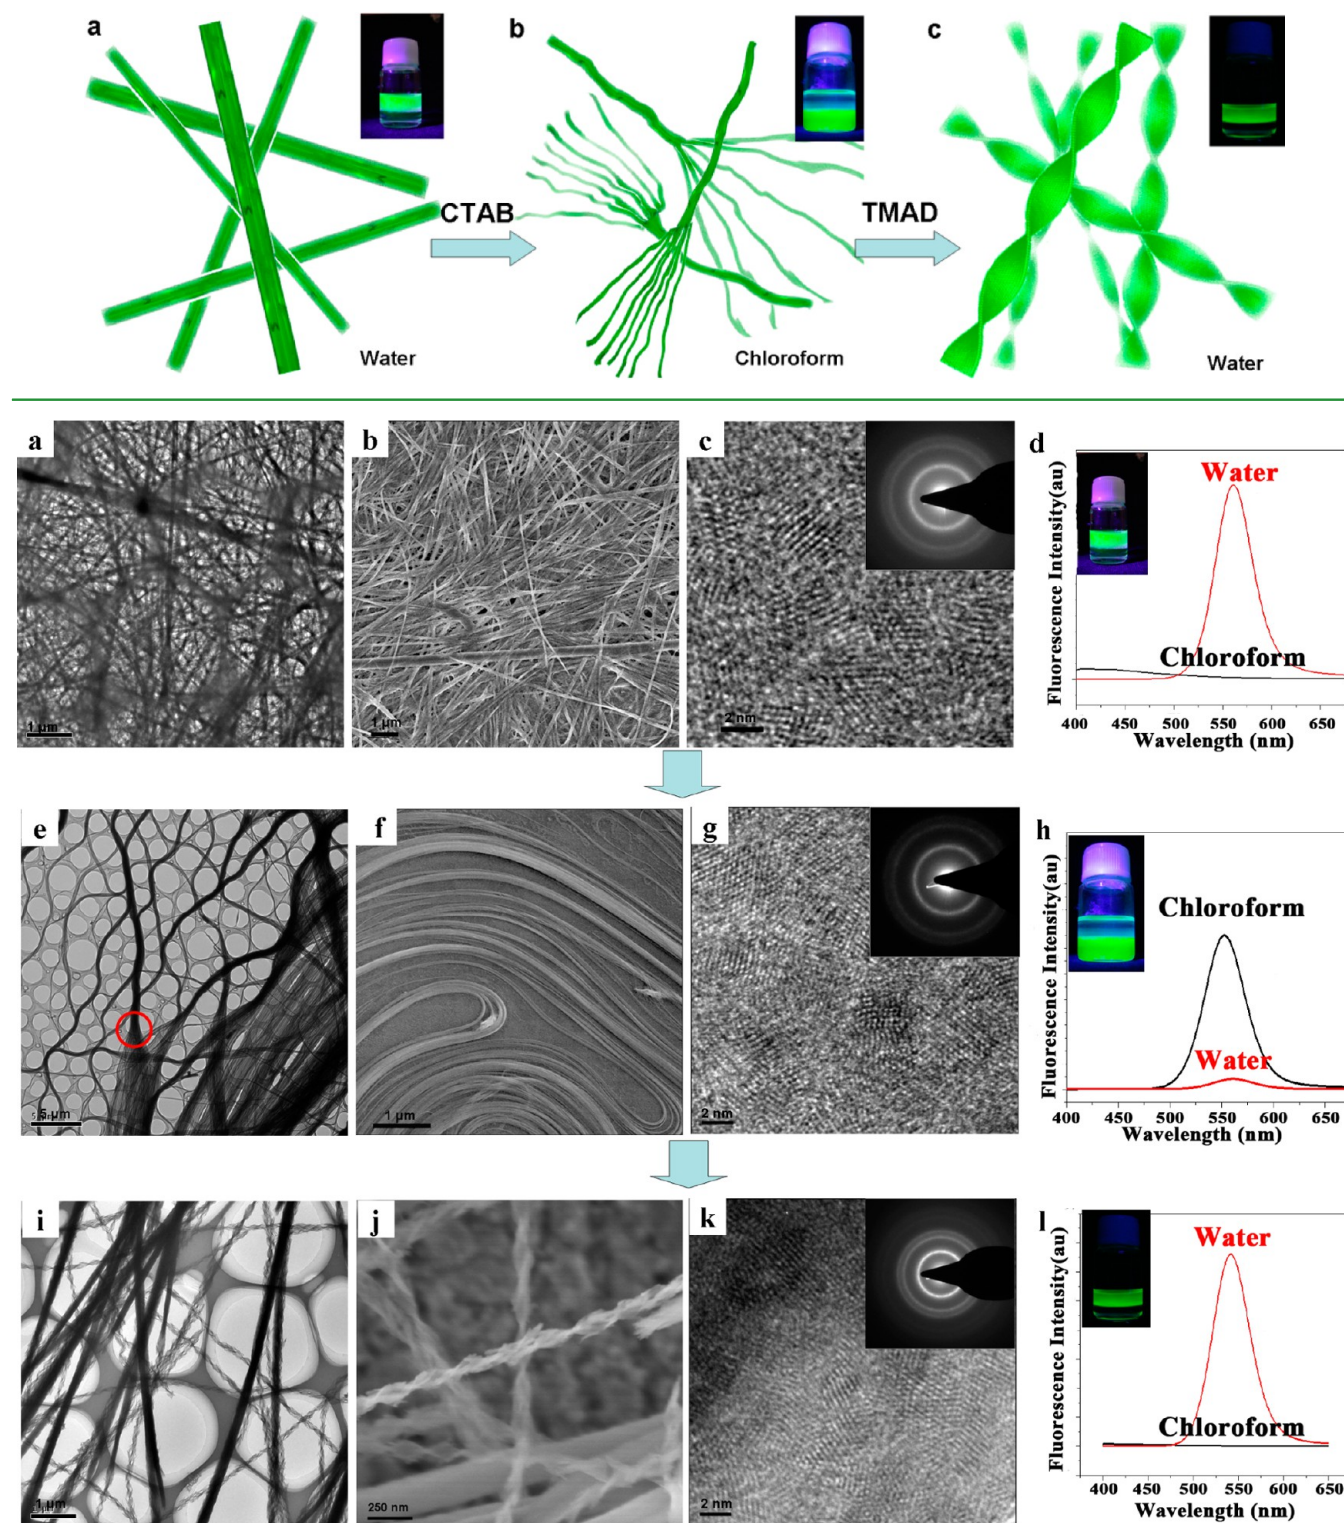 a
b
c
CTAB
TMAD
Water
Chloroform
Water
a
1 µm
b
1 µm
c
2 nm
d
Water
Chloroform
Fluorescence Intensity(au)
400 450 500 550 600 650
Wavelength (nm)
e
5 µm
f
1 µm
g
2 nm
h
Chloroform
Water
Fluorescence Intensity(au)
400 450 500 550 600 650
Wavelength (nm)
i
1 µm
j
250 nm
k
2 nm
l
Water
Chloroform
Fluorescence Intensity(au)
400 450 500 550 600 650
Wavelength (nm)